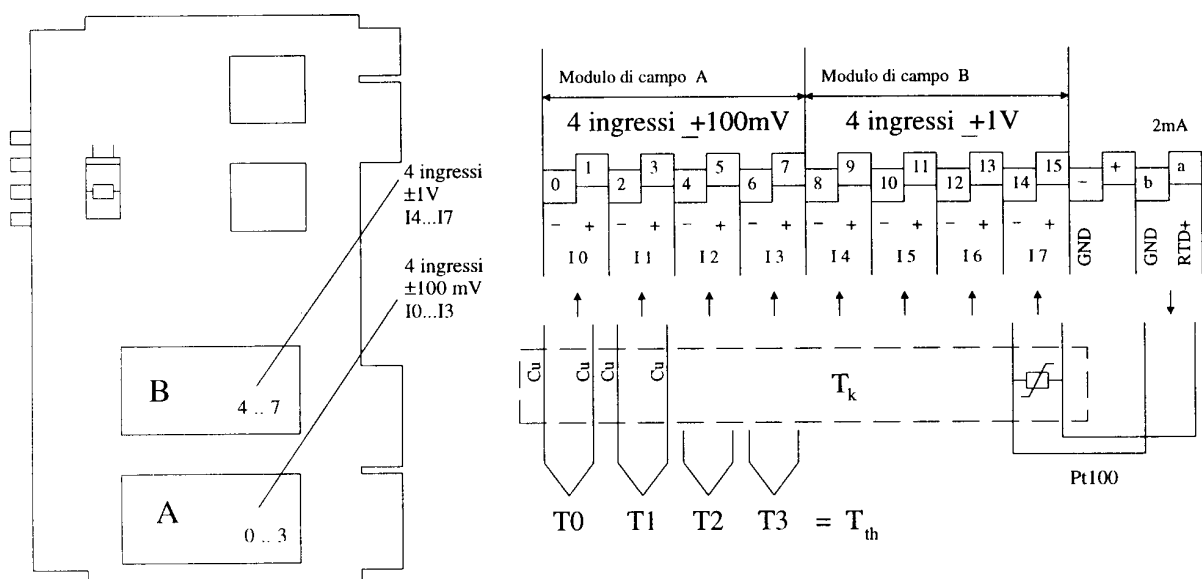 4 ingressi
±1V
I4...I7
4 ingressi
±100 mV
I0...I3
B
4 .. 7
A
0 .. 3
Modulo di campo A
Modulo di campo B
4 ingressi ±100mV
4 ingressi ±1V
2mA
0 1 2 3 4 5 6 7 8 9 10 11 12 13 14 15 - + b a
- + - + - + - + - + - + - + - +
I0 I1 I2 I3 I4 I5 I6 I7 GND GND RTD+
Cu Cu Cu Cu
Tk
Pt100
T0 T1 T2 T3 = Tth